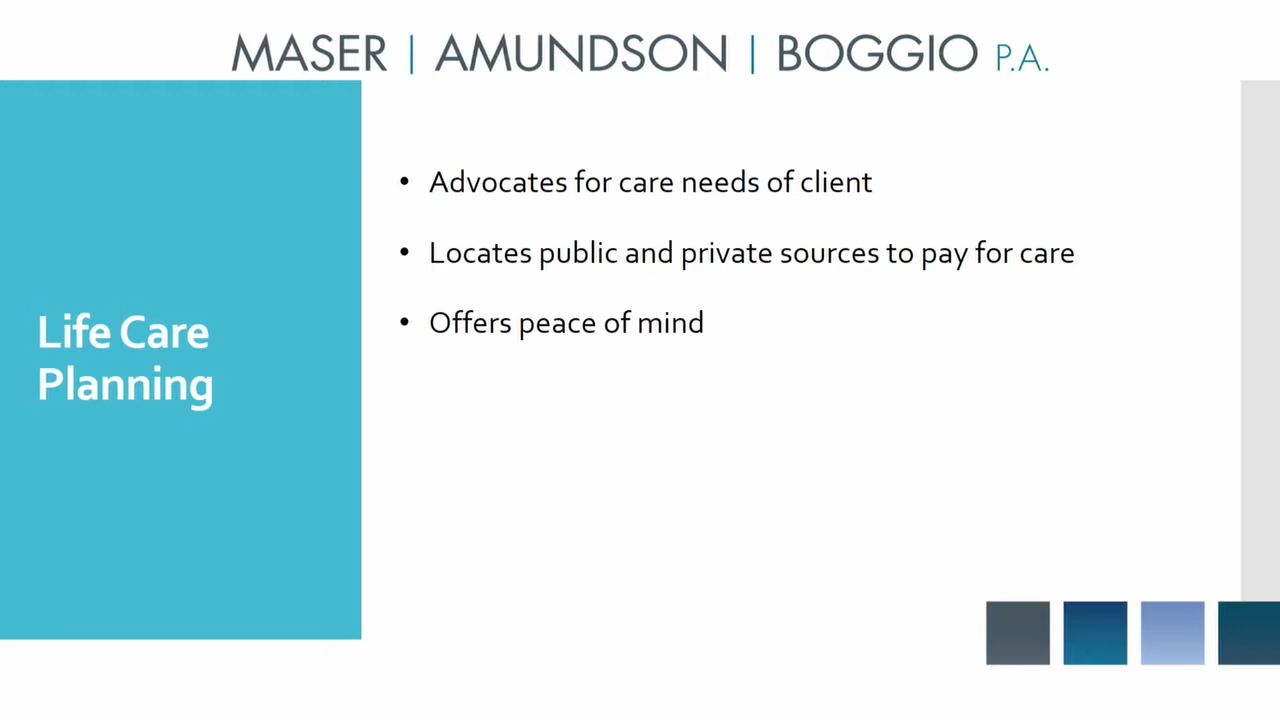 MASER | AMUNDSON | BOGGIO P.A.
Life Care
Planning
• Advocates for care needs of client
• Locates public and private sources to pay for care
• Offers peace of mind